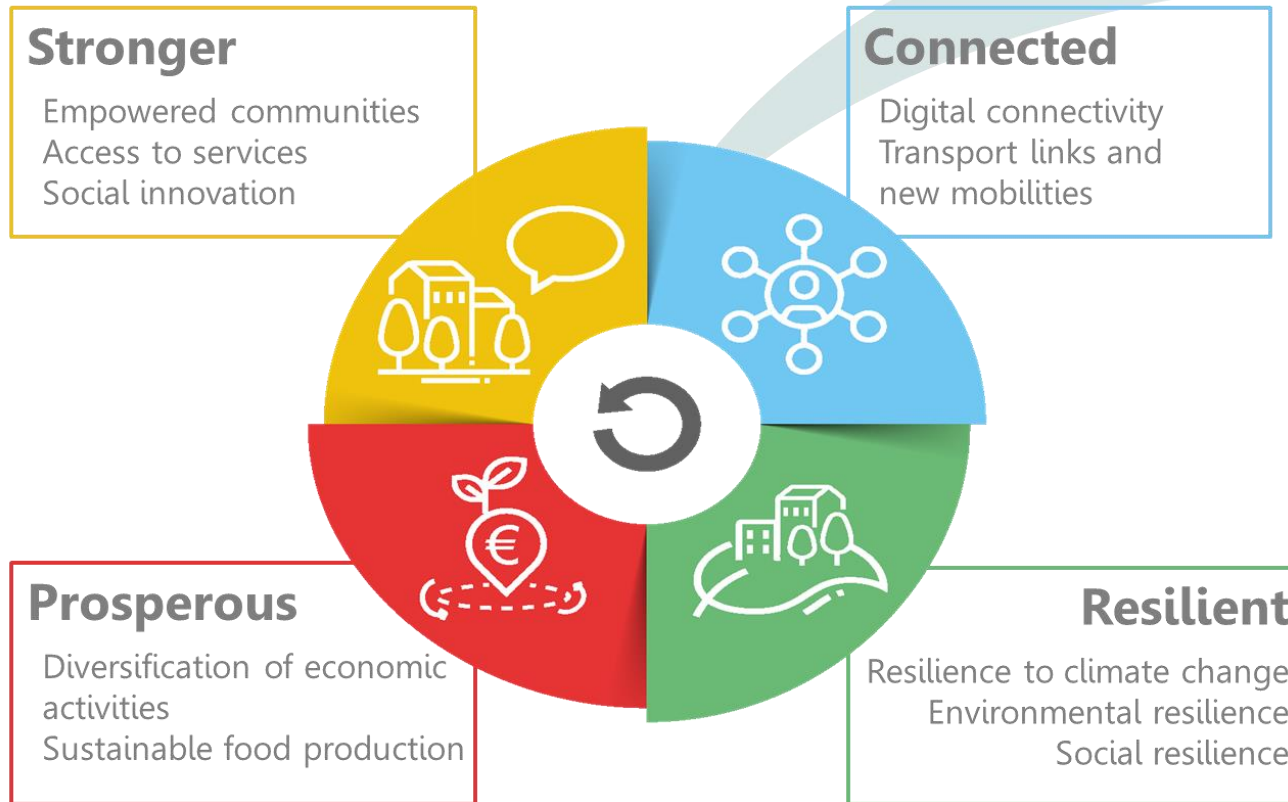 Stronger
Empowered communities
Access to services
Social innovation
Connected
Digital connectivity
Transport links and
new mobilities
€
Prosperous
Diversification of economic
activities
Sustainable food production
Resilient
Resilience to climate change
Environmental resilience
Social resilience